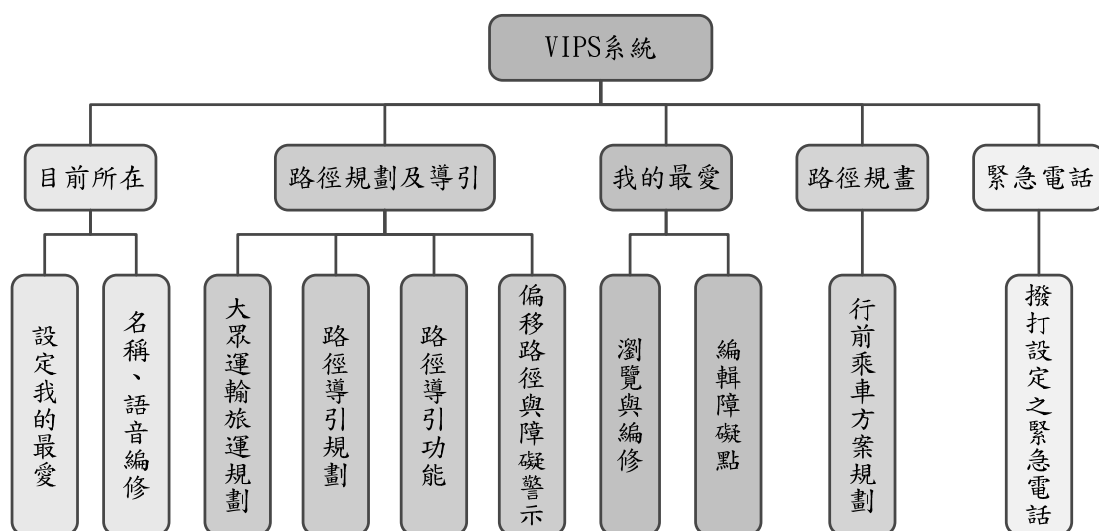 VIPS系統
目前所在
路徑規劃及導引
我的最愛
路徑規畫
緊急電話
設定我的最愛
名稱、語音編修
大眾運輸旅運規劃
路徑導引規劃
路徑導引功能
偏移路徑與障礙警示
瀏覽與編修
編輯障礙點
行前乘車方案規劃
撥打設定之緊急電話